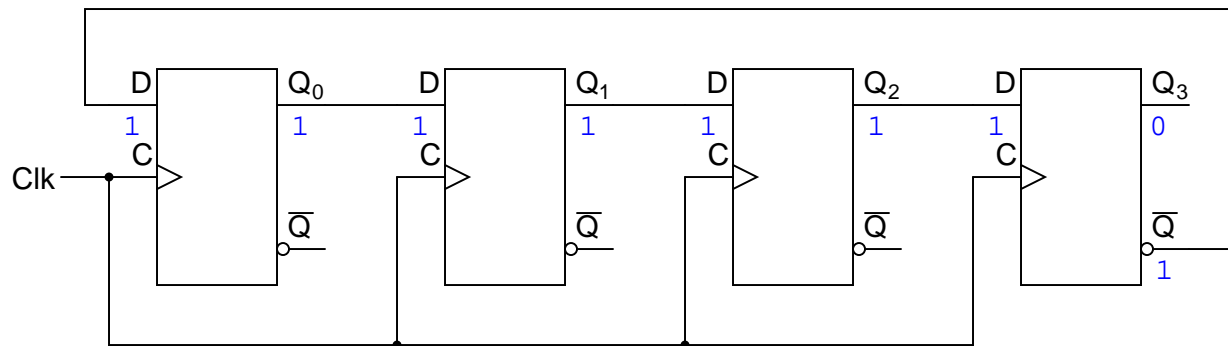 D Q₀ D Q₁ D Q₂ D Q₃
1 1 1 1 1 1 1 0
C C C C
Clk
Q̅ Q̅ Q̅ Q̅
1